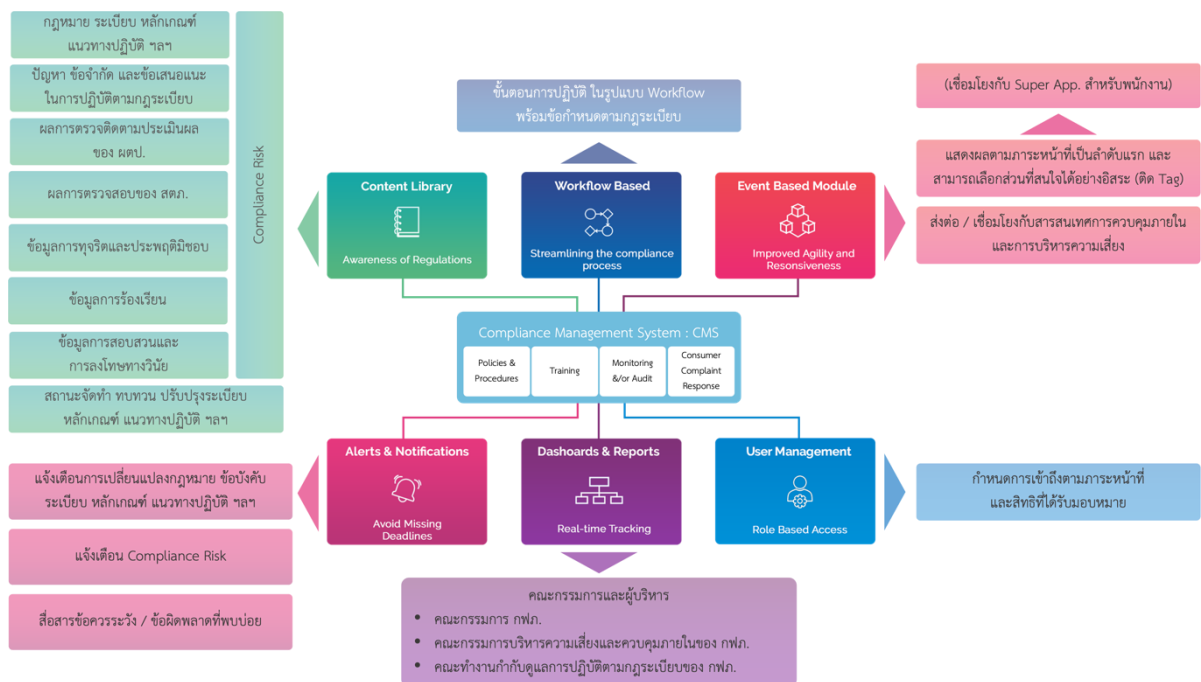 กฎหมาย ระเบียบ หลักเกณฑ์
แนวทางปฏิบัติ ฯลฯ
ปัญหา ข้อจำกัด และข้อเสนอแนะ
ในการปฏิบัติตามกฎระเบียบ
ผลการตรวจติดตามประเมินผล
ของ ผตป.
ผลการตรวจสอบของ สตภ.
ข้อมูลการทุจริตและประพฤติมิชอบ
ข้อมูลการร้องเรียน
ข้อมูลการสอบสวนและ
การลงโทษทางวินัย
สถานะจัดทำ ทบทวน ปรับปรุงระเบียบ
หลักเกณฑ์ แนวทางปฏิบัติ ฯลฯ
Compliance Risk
ขั้นตอนการปฏิบัติ ในรูปแบบ Workflow
พร้อมข้อกำหนดตามกฎระเบียบ
(เชื่อมโยงกับ Super App. สำหรับพนักงาน)
แสดงผลตามภาระหน้าที่เป็นลำดับแรก และ
สามารถเลือกส่วนที่สนใจได้อย่างอิสระ (ติด Tag)
ส่งต่อ / เชื่อมโยงกับสารสนเทศการควบคุมภายใน
และการบริหารความเสี่ยง
Content Library
Awareness of Regulations
Workflow Based
Streamlining the compliance
process
Event Based Module
Improved Agility and
Resonsiveness
Compliance Management System : CMS
Policies &
Procedures
Training
Monitoring
&/or Audit
Consumer
Complaint
Response
Alerts & Notifications
Avoid Missing
Deadlines
Dashoards & Reports
Real-time Tracking
User Management
Role Based Access
แจ้งเตือนการเปลี่ยนแปลงกฎหมาย ข้อบังคับ
ระเบียบ หลักเกณฑ์ แนวทางปฏิบัติ ฯลฯ
แจ้งเตือน Compliance Risk
สื่อสารข้อควรระวัง / ข้อผิดพลาดที่พบบ่อย
กำหนดการเข้าถึงตามภาระหน้าที่
และสิทธิที่ได้รับมอบหมาย
คณะกรรมการและผู้บริหาร
• คณะกรรมการ กฟภ.
• คณะกรรมการบริหารความเสี่ยงและควบคุมภายในของ กฟภ.
• คณะทำงานกำกับดูแลการปฏิบัติตามกฎระเบียบของ กฟภ.